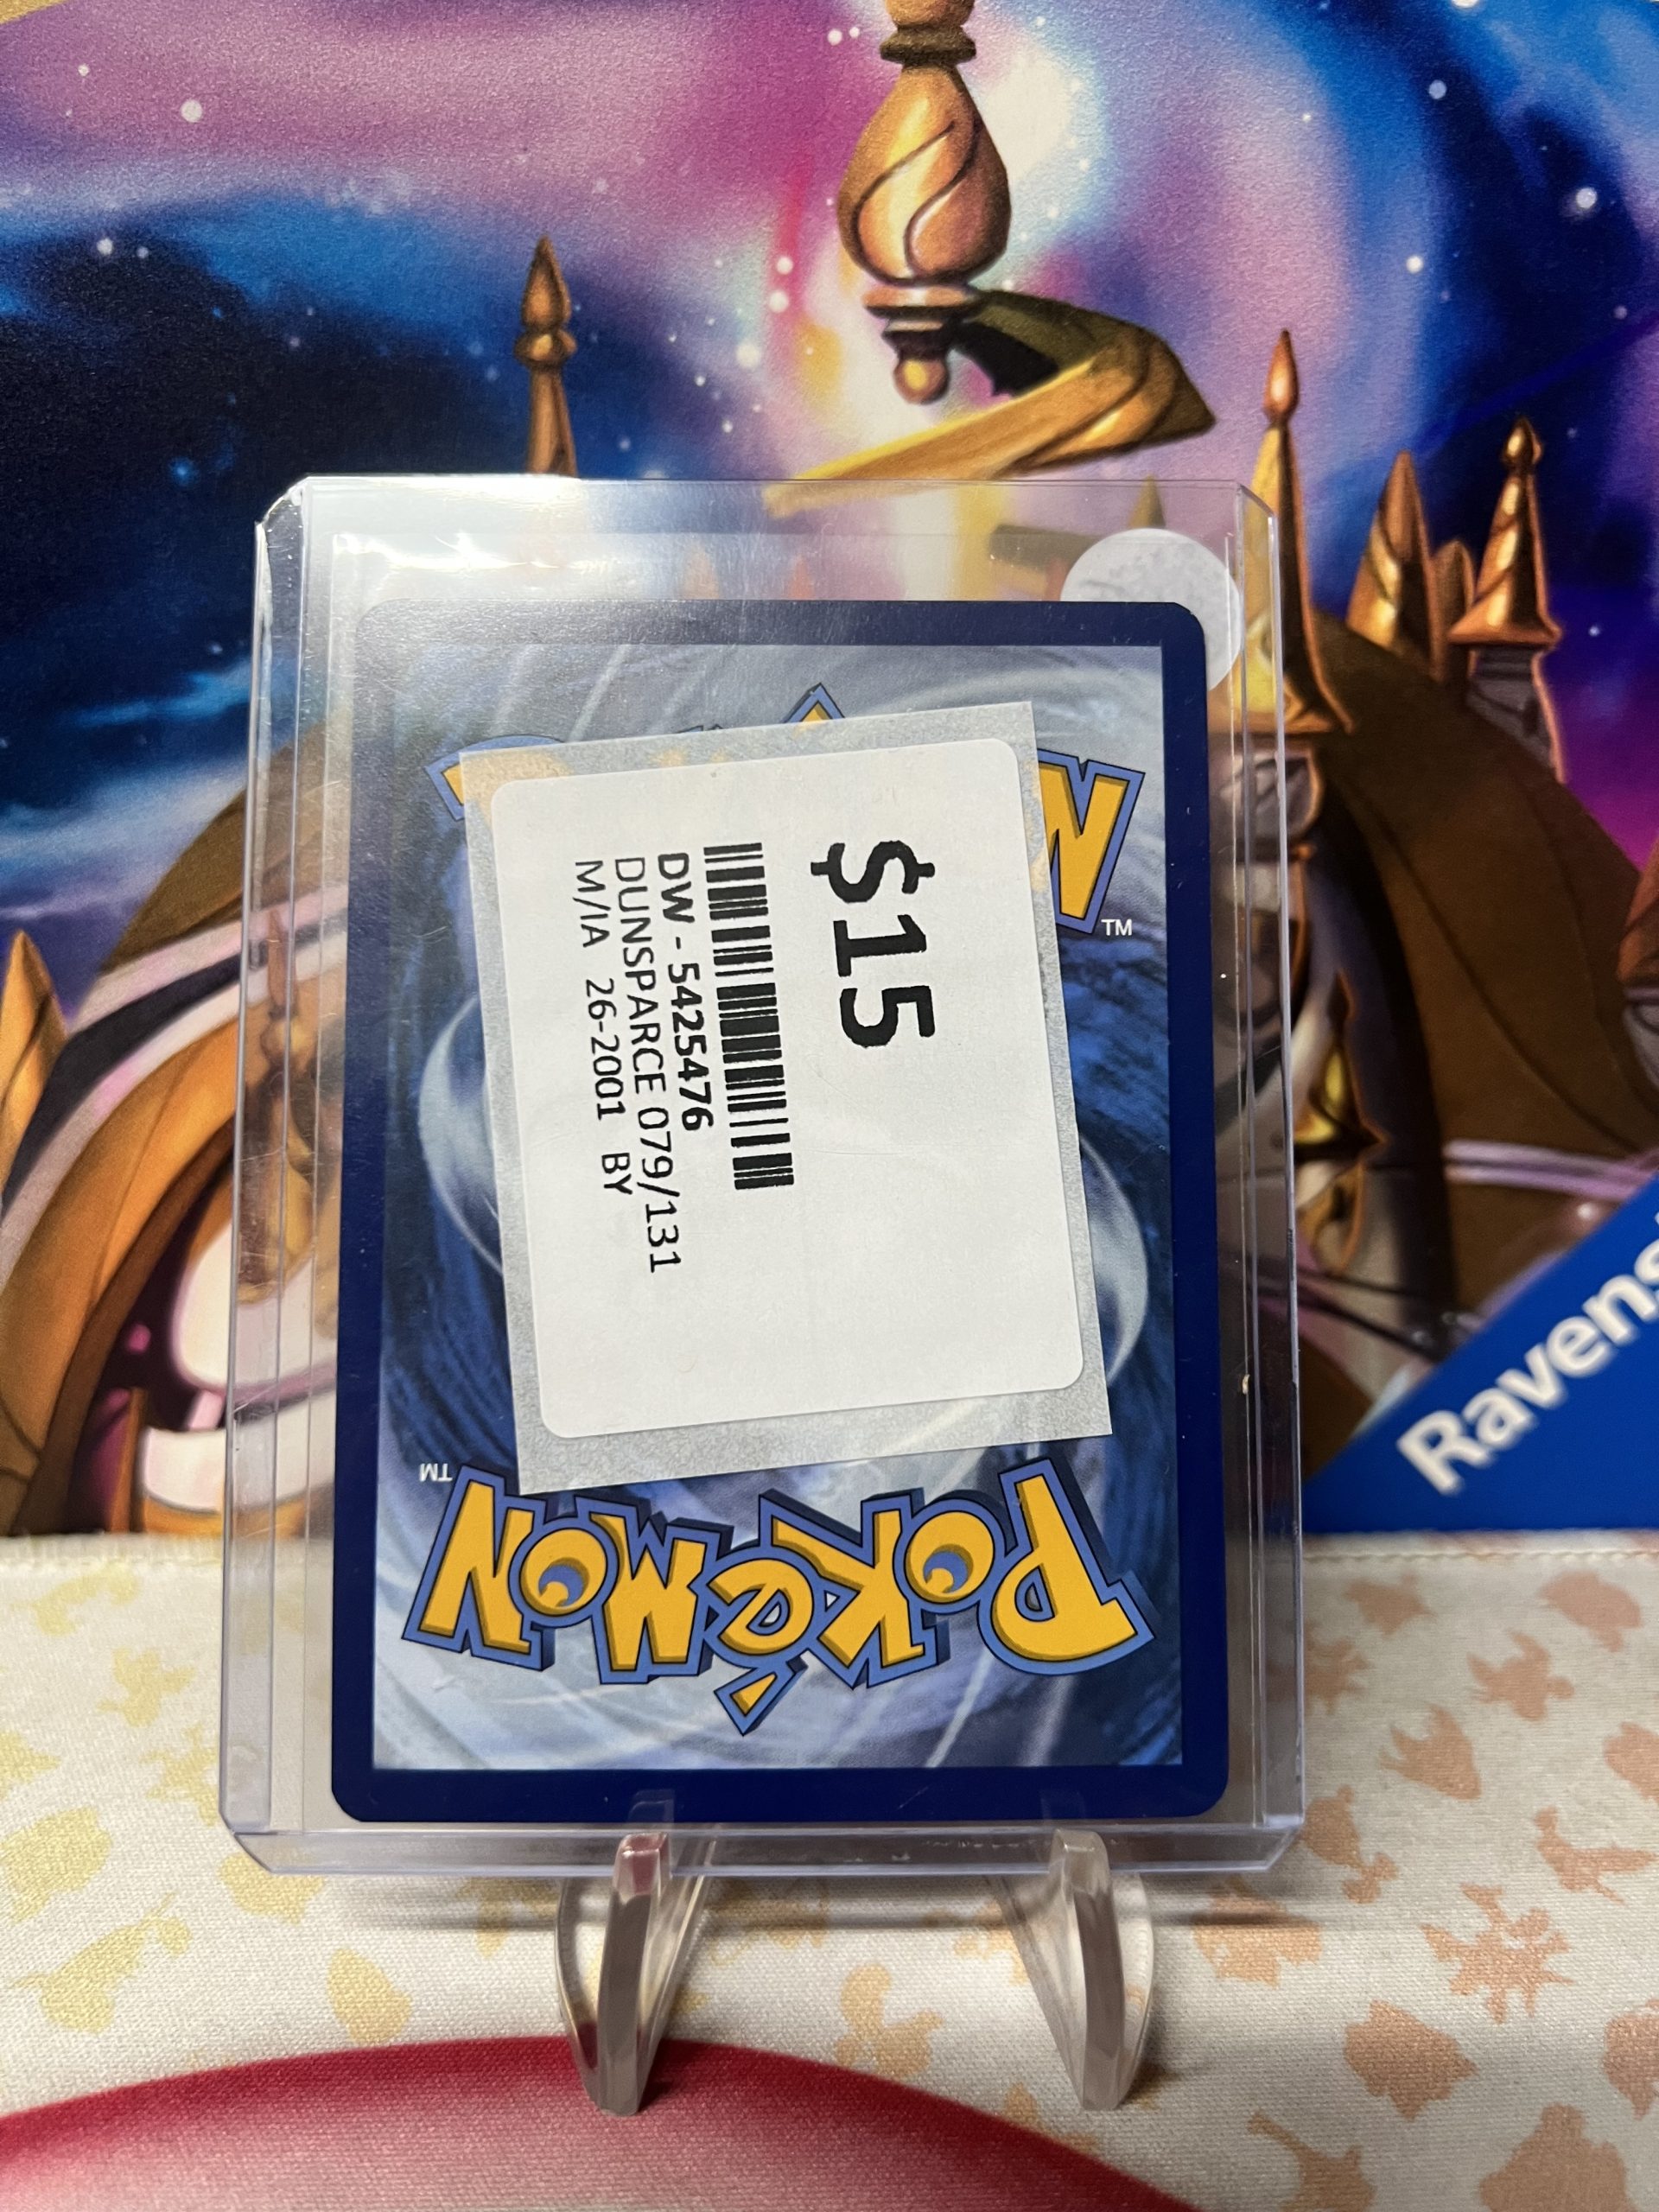 $15
DW - 5425476
DUNSPARCE 079/131
M/IA 26-2001 BY
N
TM
POKéMON
TM
Ravens